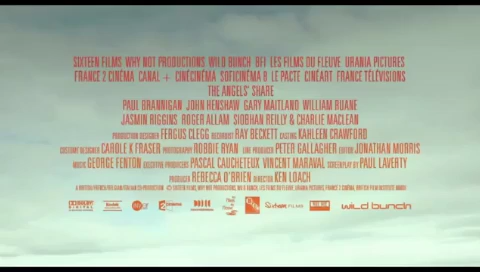 SIXTEEN FILMS WHY NOT PRODUCTIONS WILD BUNCH BFI LES FILMS DU FLEUVE URANIA PICTURES
FRANCE 2 CINÉMA CANAL + CINÉCINÉMA SOFICINÉMA 8 LE PACTE CINÉART FRANCE TÉLÉVISIONS
THE ANGELS' SHARE
PAUL BRANNIGAN JOHN HENSHAW GARY MAITLAND WILLIAM RUANE
JASMIN RIGGINS ROGER ALLAM SIOBHAN REILLY & CHARLIE MACLEAN
PRODUCTION DESIGNER FERGUS CLEGG RECORDIST RAY BECKETT CASTING KAHLEEN CRAWFORD
COSTUME DESIGNER CAROLE K FRASER PHOTOGRAPHY ROBBIE RYAN LINE PRODUCER PETER GALLAGHER EDITOR JONATHAN MORRIS
MUSIC GEORGE FENTON EXECUTIVE PRODUCERS PASCAL CAUCHETEUX VINCENT MARAVAL SCREENPLAY BY PAUL LAVERTY
PRODUCER REBECCA O'BRIEN DIRECTOR KEN LOACH
wild bunch